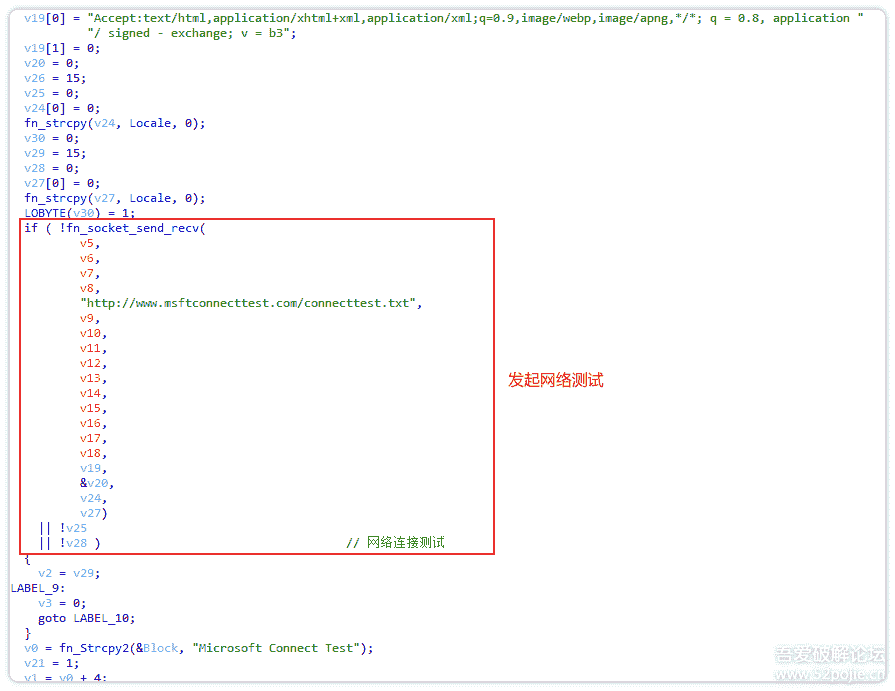 v19[0] = "Accept:text/html,application/xhtml+xml,application/xml;q=0.9,image/webp,image/apng,*/*; q = 0.8, application "
"/ signed - exchange; v = b3";
v19[1] = 0;
v20 = 0;
v26 = 15;
v25 = 0;
v24[0] = 0;
fn_strcpy(v24, Locale, 0);
v30 = 0;
v29 = 15;
v28 = 0;
v27[0] = 0;
fn_strcpy(v27, Locale, 0);
LOBYTE(v30) = 1;
if ( !fn_socket_send_recv(
v5,
v6,
v7,
v8,
"http://www.msftconnecttest.com/connecttest.txt",
v9,
v10,
v11,
v12,
v13,
v14,
v15,
v16,
v17,
v18,
v19,
&v20,
v24,
v27)
|| !v25
|| !v28 ) // 网络连接测试
发起网络测试
{
v2 = v29;
LABEL_9:
v3 = 0;
goto LABEL_10;
}
v0 = fn_Strcpy2(&Block, "Microsoft Connect Test");
v21 = 1;
v1 = v0 + 4;
吾爱破解论坛
www.52pojie.cn